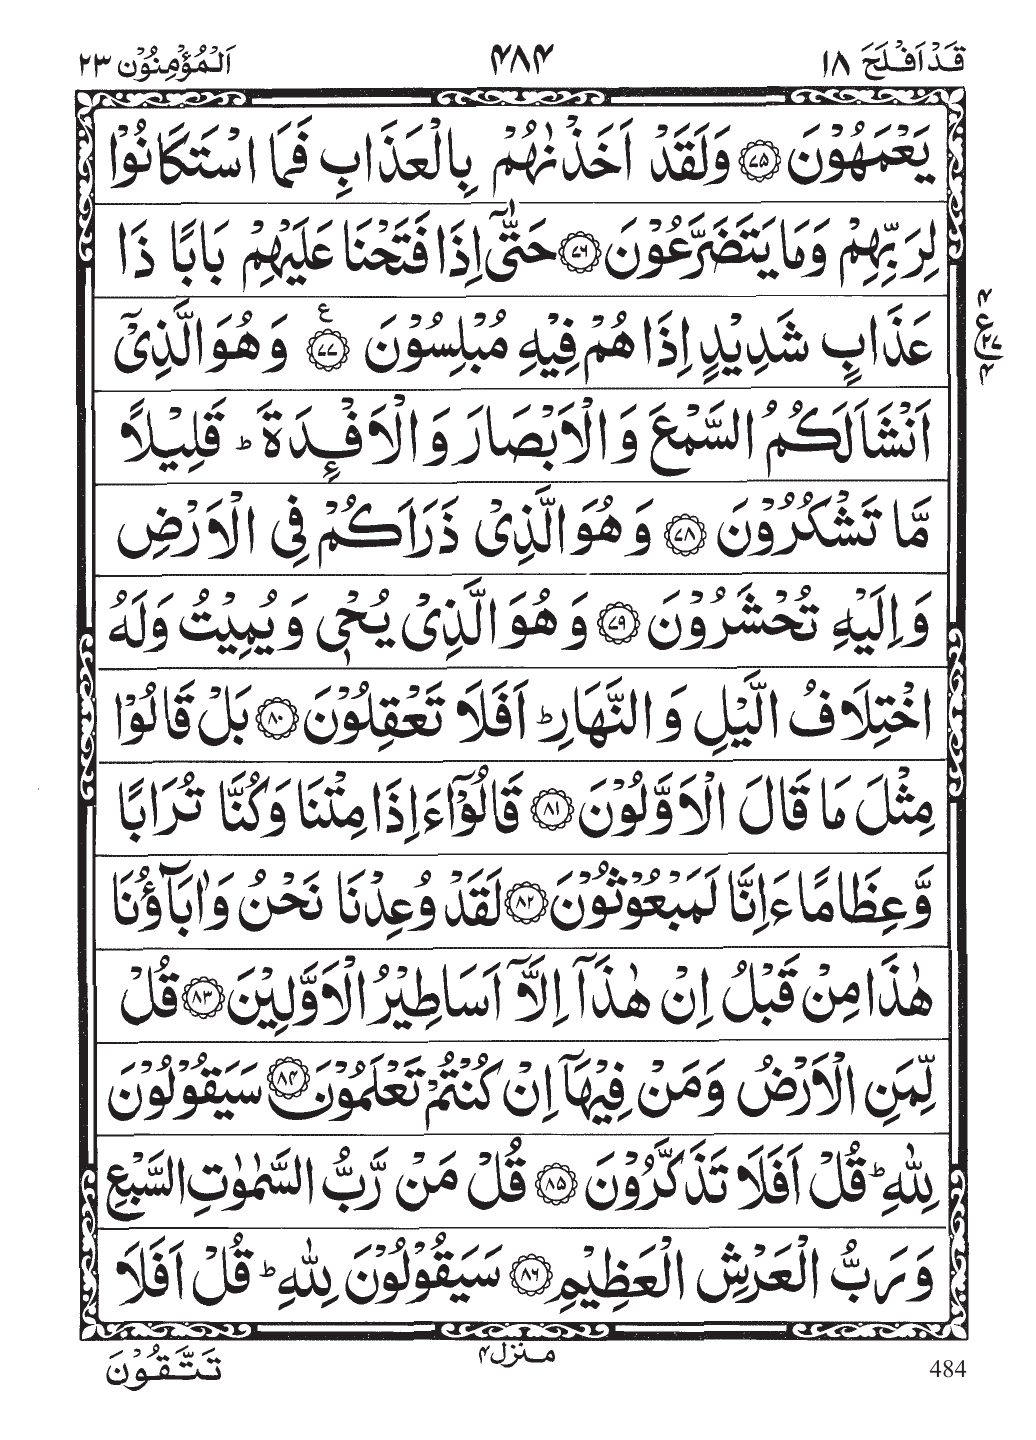 قَدْ اَفْلَحَ ۱۸ ۴۸۴ اَلْمُؤْمِنُوْن ۲۳
يَعْمَهُوْنَ ۷۵ وَلَقَدْ اَخَذْنٰهُمْ بِالْعَذَابِ فَمَا اسْتَكَانُوْا
لِرَبِّهِمْ وَمَا يَتَضَرَّعُوْنَ ۷۶ حَتّٰۤى اِذَا فَتَحْنَا عَلَيْهِمْ بَابًا ذَا
عَذَابٍ شَدِيْدٍ اِذَا هُمْ فِيْهِ مُبْلِسُوْنَ ۷۷ ع وَهُوَ الَّذِىْۤ
۴ ع ۲۷ ۴
اَنْشَاَلَكُمُ السَّمْعَ وَالْاَبْصَارَ وَالْاَفْـِٕدَةَ ؕ قَلِيْلًا
مَّا تَشْكُرُوْنَ ۷۸ وَهُوَ الَّذِىْ ذَرَاَكُمْ فِى الْاَرْضِ
وَاِلَيْهِ تُحْشَرُوْنَ ۷۹ وَهُوَ الَّذِىْ يُحْىٖ وَيُمِيْتُ وَلَهُ
اخْتِلَافُ الَّيْلِ وَالنَّهَارِ ؕ اَفَلَا تَعْقِلُوْنَ ۸۰ بَلْ قَالُوْا
مِثْلَ مَا قَالَ الْاَوَّلُوْنَ ۸۱ قَالُوْۤا ءَاِذَا مِتْنَا وَكُنَّا تُرَابًا
وَّعِظَامًا ءَاِنَّا لَمَبْعُوْثُوْنَ ۸۲ لَقَدْ وُعِدْنَا نَحْنُ وَاٰبَآؤُنَا
هٰذَا مِنْ قَبْلُ اِنْ هٰذَاۤ اِلَّاۤ اَسَاطِيْرُ الْاَوَّلِيْنَ ۸۳ قُلْ
لِّمَنِ الْاَرْضُ وَمَنْ فِيْهَاۤ اِنْ كُنْتُمْ تَعْلَمُوْنَ ۸۴ سَيَقُوْلُوْنَ
لِلّٰهِ ؕ قُلْ اَفَلَا تَذَكَّرُوْنَ ۸۵ قُلْ مَنْ رَّبُّ السَّمٰوٰتِ السَّبْعِ
وَرَبُّ الْعَرْشِ الْعَظِيْمِ ۸۶ سَيَقُوْلُوْنَ لِلّٰهِ ؕ قُلْ اَفَلَا
484 منزل۴ تَتَّقُوْنَ